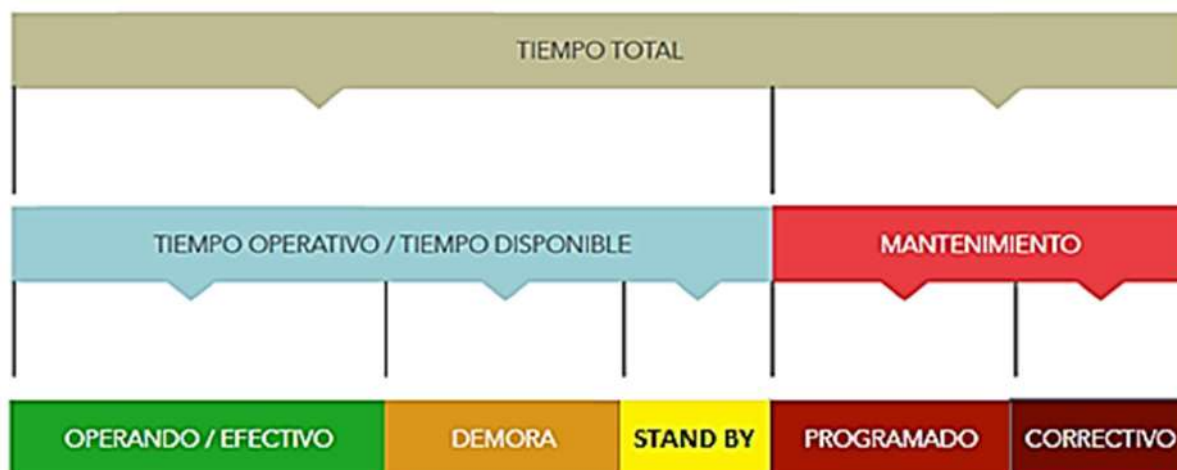 TIEMPO TOTAL
TIEMPO OPERATIVO / TIEMPO DISPONIBLE
MANTENIMIENTO
OPERANDO / EFECTIVO
DEMORA
STAND BY
PROGRAMADO
CORRECTIVO